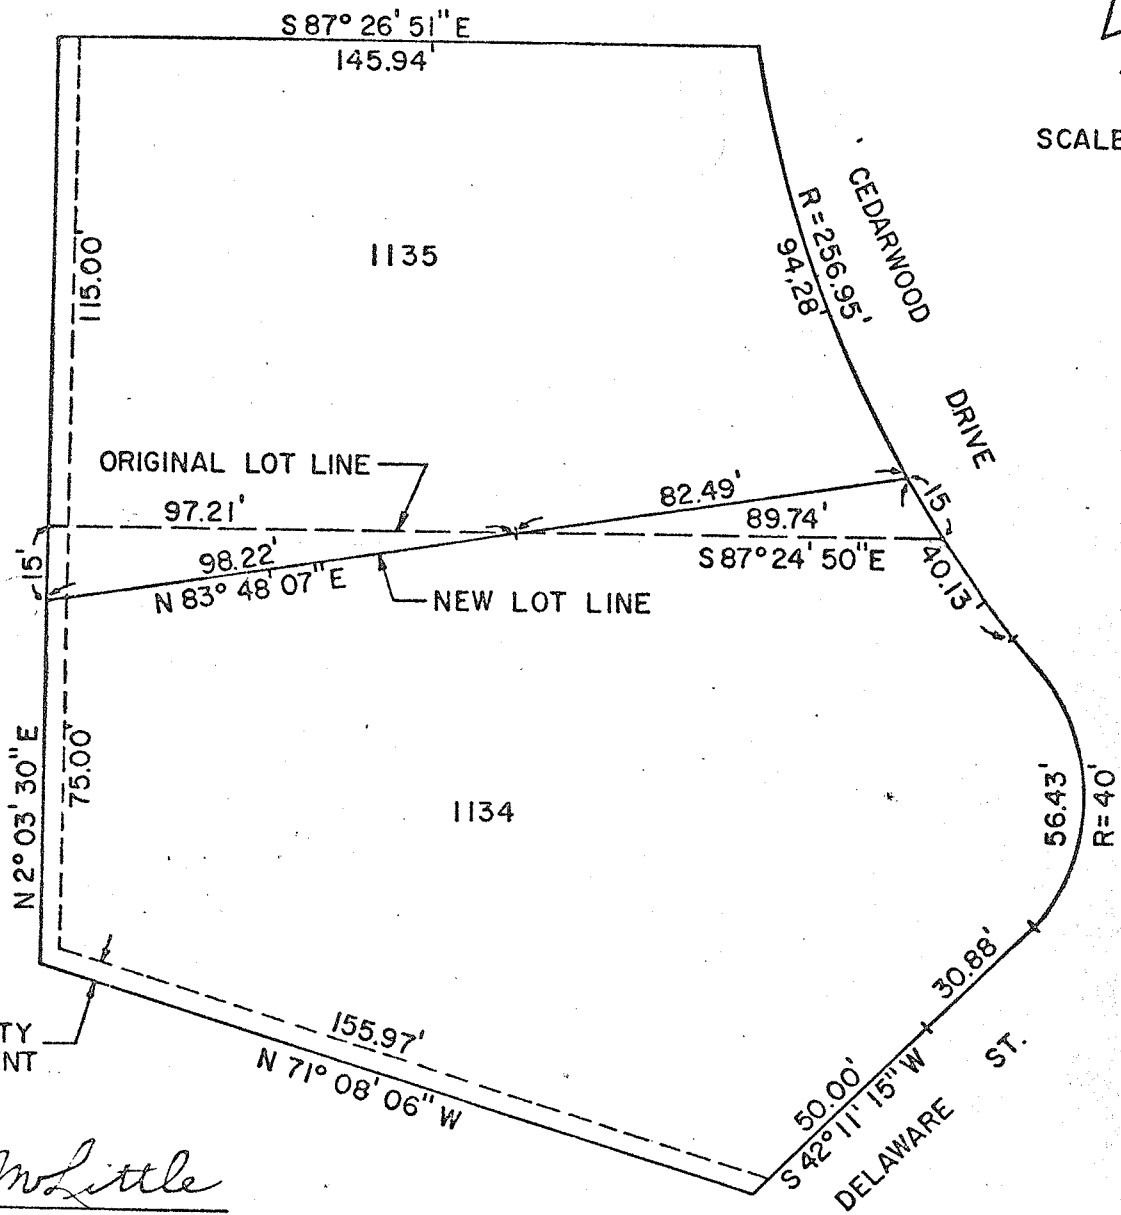 S 87° 26' 51" E
145.94'
SCALE
CEDARWOOD
DRIVE
R = 256.95'
94.28'
1135
115.00'
ORIGINAL LOT LINE
97.21'
82.49'
15
89.74'
S 87° 24' 50" E
40.13'
15'
98.22'
N 83° 48' 07" E
NEW LOT LINE
N 2° 03' 30" E
75.00'
1134
56.43'
R = 40'
30.88'
155.97'
N 71° 08' 06" W
50.00'
S 42° 11' 15" W
DELAWARE ST.
TY
NT
Little